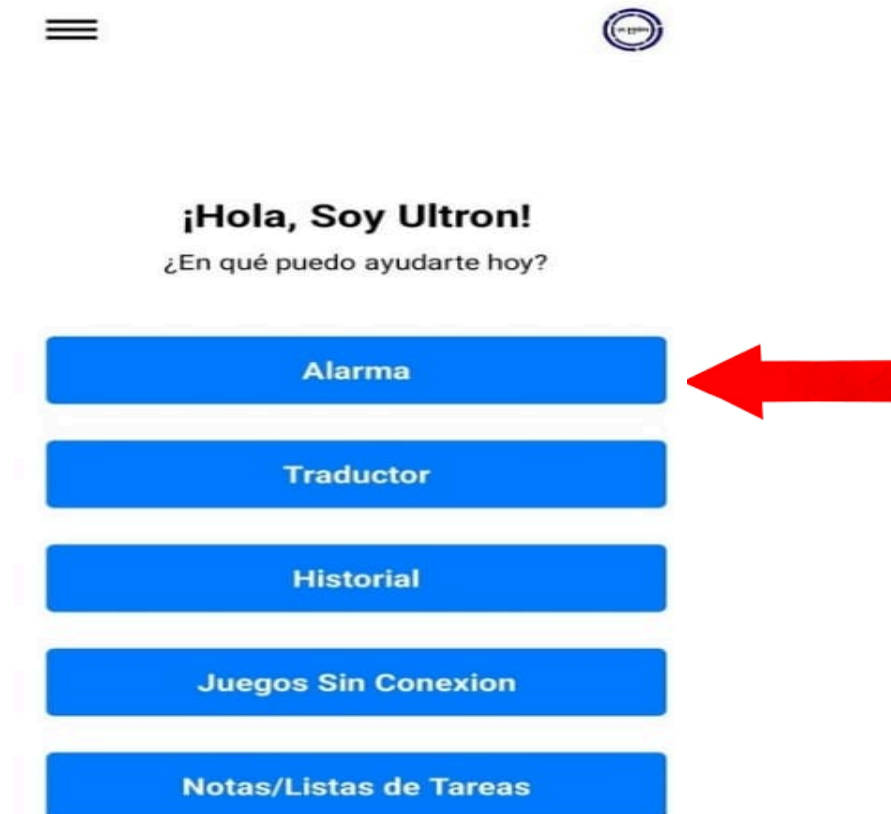 ¡Hola, Soy Ultron!
¿En qué puedo ayudarte hoy?
Alarma
Traductor
Historial
Juegos Sin Conexion
Notas/Listas de Tareas